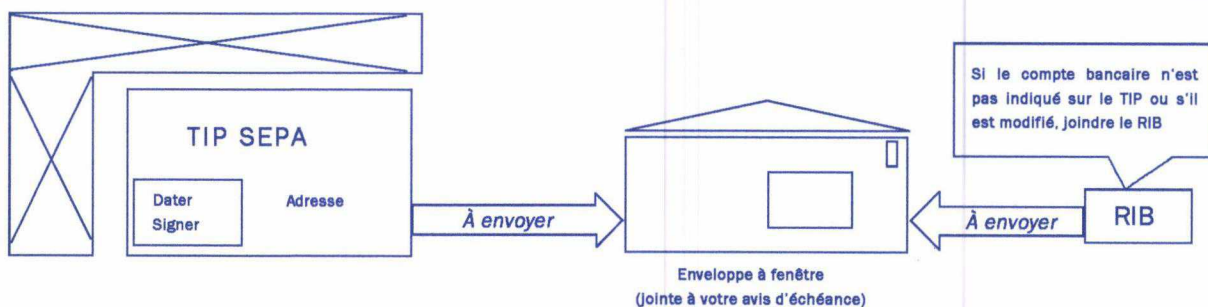 TIP SEPA
Dater
Signer
Adresse
À envoyer
Enveloppe à fenêtre
(jointe à votre avis d'échéance)
Si le compte bancaire n'est
pas indiqué sur le TIP ou s'il
est modifié, joindre le RIB
À envoyer
RIB